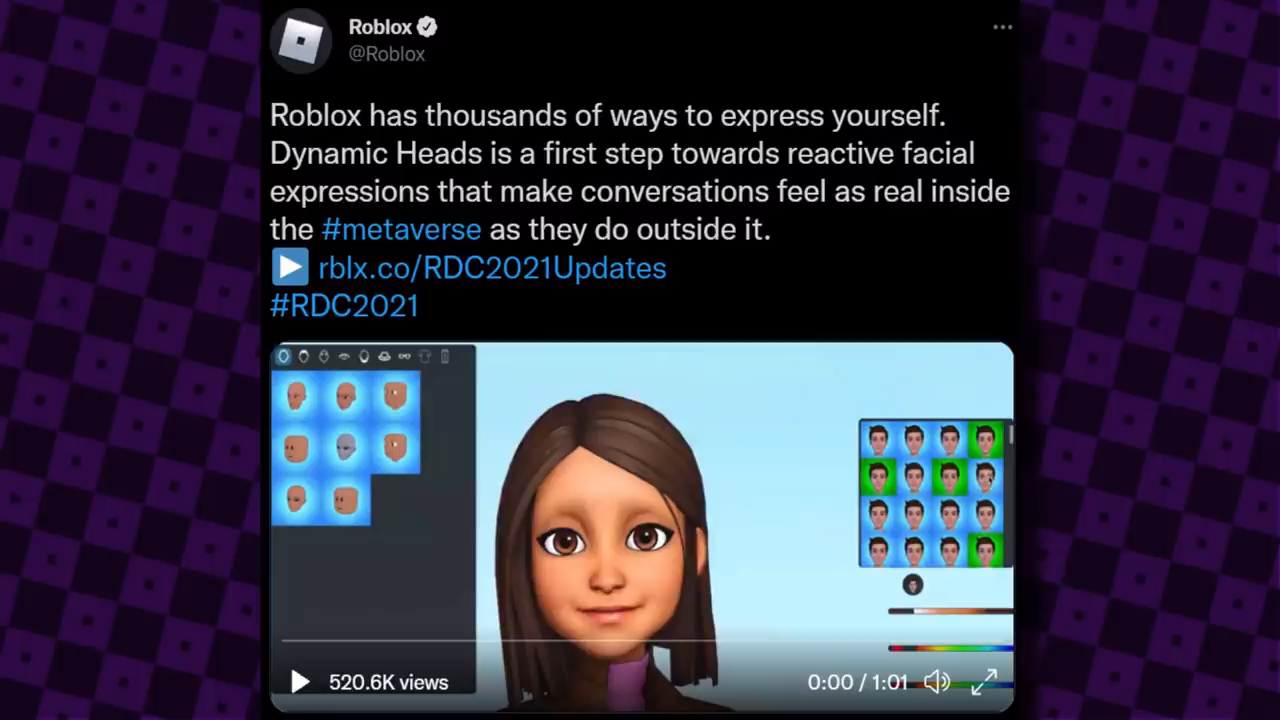 Roblox
@Roblox
Roblox has thousands of ways to express yourself.
Dynamic Heads is a first step towards reactive facial
expressions that make conversations feel as real inside
the #metaverse as they do outside it.
rblx.co/RDC2021Updates
#RDC2021
520.6K views
0:00 / 1:01